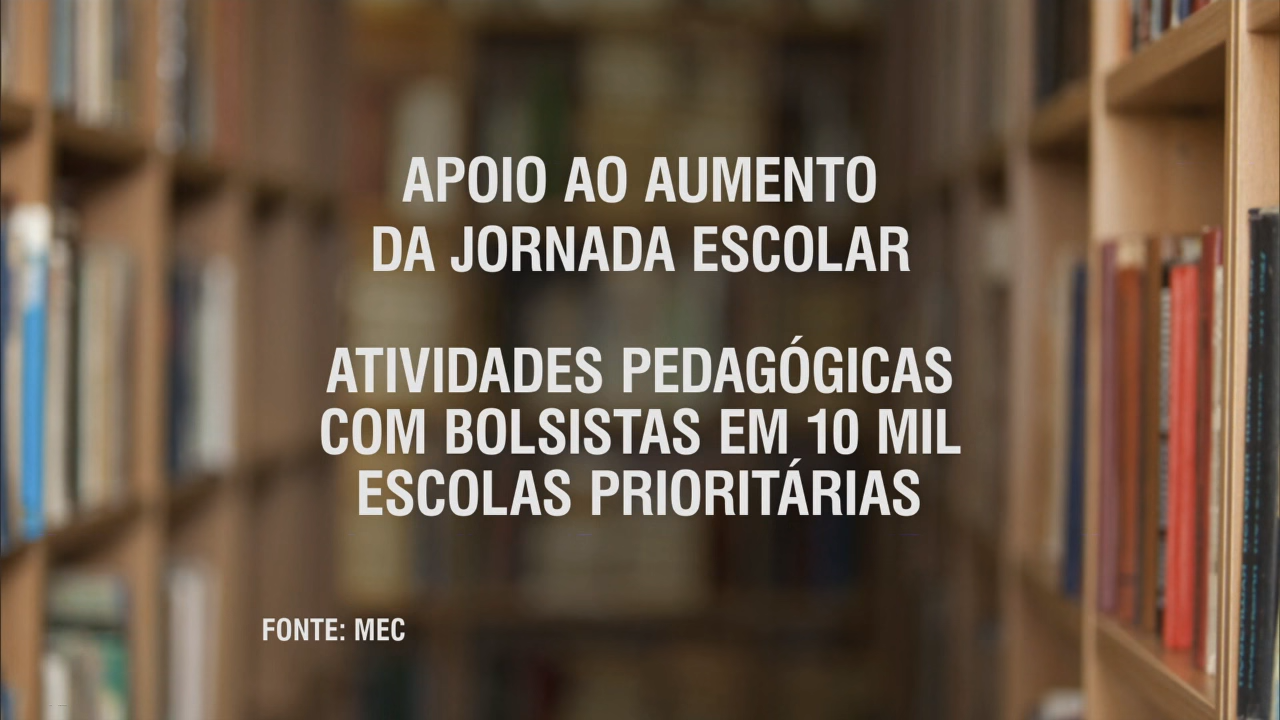 APOIO AO AUMENTO
DA JORNADA ESCOLAR
ATIVIDADES PEDAGÓGICAS
COM BOLSISTAS EM 10 MIL
ESCOLAS PRIORITÁRIAS
FONTE: MEC